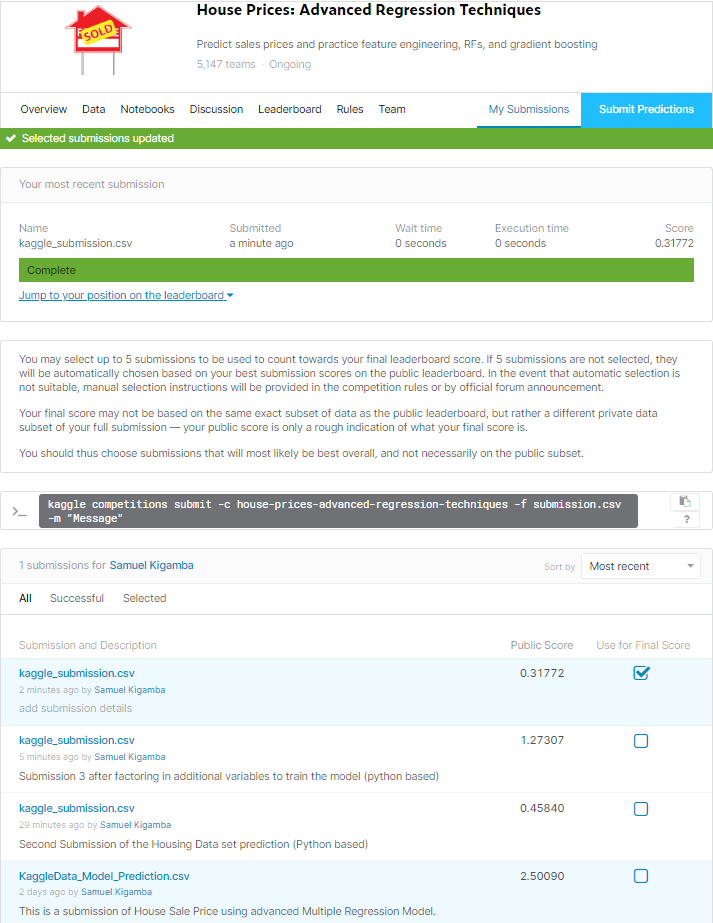 SOLD
House Prices: Advanced Regression Techniques
Predict sales prices and practice feature engineering, RFs, and gradient boosting
5,147 teams · Ongoing
Overview Data Notebooks Discussion Leaderboard Rules Team My Submissions Submit Predictions
Selected submissions updated
Your most recent submission
Name Submitted Wait time Execution time Score
kaggle_submission.csv a minute ago 0 seconds 0 seconds 0.31772
Complete
Jump to your position on the leaderboard
You may select up to 5 submissions to be used to count towards your final leaderboard score. If 5 submissions are not selected, they
will be automatically chosen based on your best submission scores on the public leaderboard. In the event that automatic selection is
not suitable, manual selection instructions will be provided in the competition rules or by official forum announcement.
Your final score may not be based on the same exact subset of data as the public leaderboard, but rather a different private data
subset of your full submission — your public score is only a rough indication of what your final score is.
You should thus choose submissions that will most likely be best overall, and not necessarily on the public subset.
>_ kaggle competitions submit -c house-prices-advanced-regression-techniques -f submission.csv
-m "Message"
?
1 submissions for Samuel Kigamba Sort by Most recent
All Successful Selected
Submission and Description Public Score Use for Final Score
kaggle_submission.csv 0.31772
2 minutes ago by Samuel Kigamba
add submission details
kaggle_submission.csv 1.27307
5 minutes ago by Samuel Kigamba
Submission 3 after factoring in additional variables to train the model (python based)
kaggle_submission.csv 0.45840
29 minutes ago by Samuel Kigamba
Second Submission of the Housing Data set prediction (Python based)
KaggleData_Model_Prediction.csv 2.50090
2 days ago by Samuel Kigamba
This is a submission of House Sale Price using advanced Multiple Regression Model.